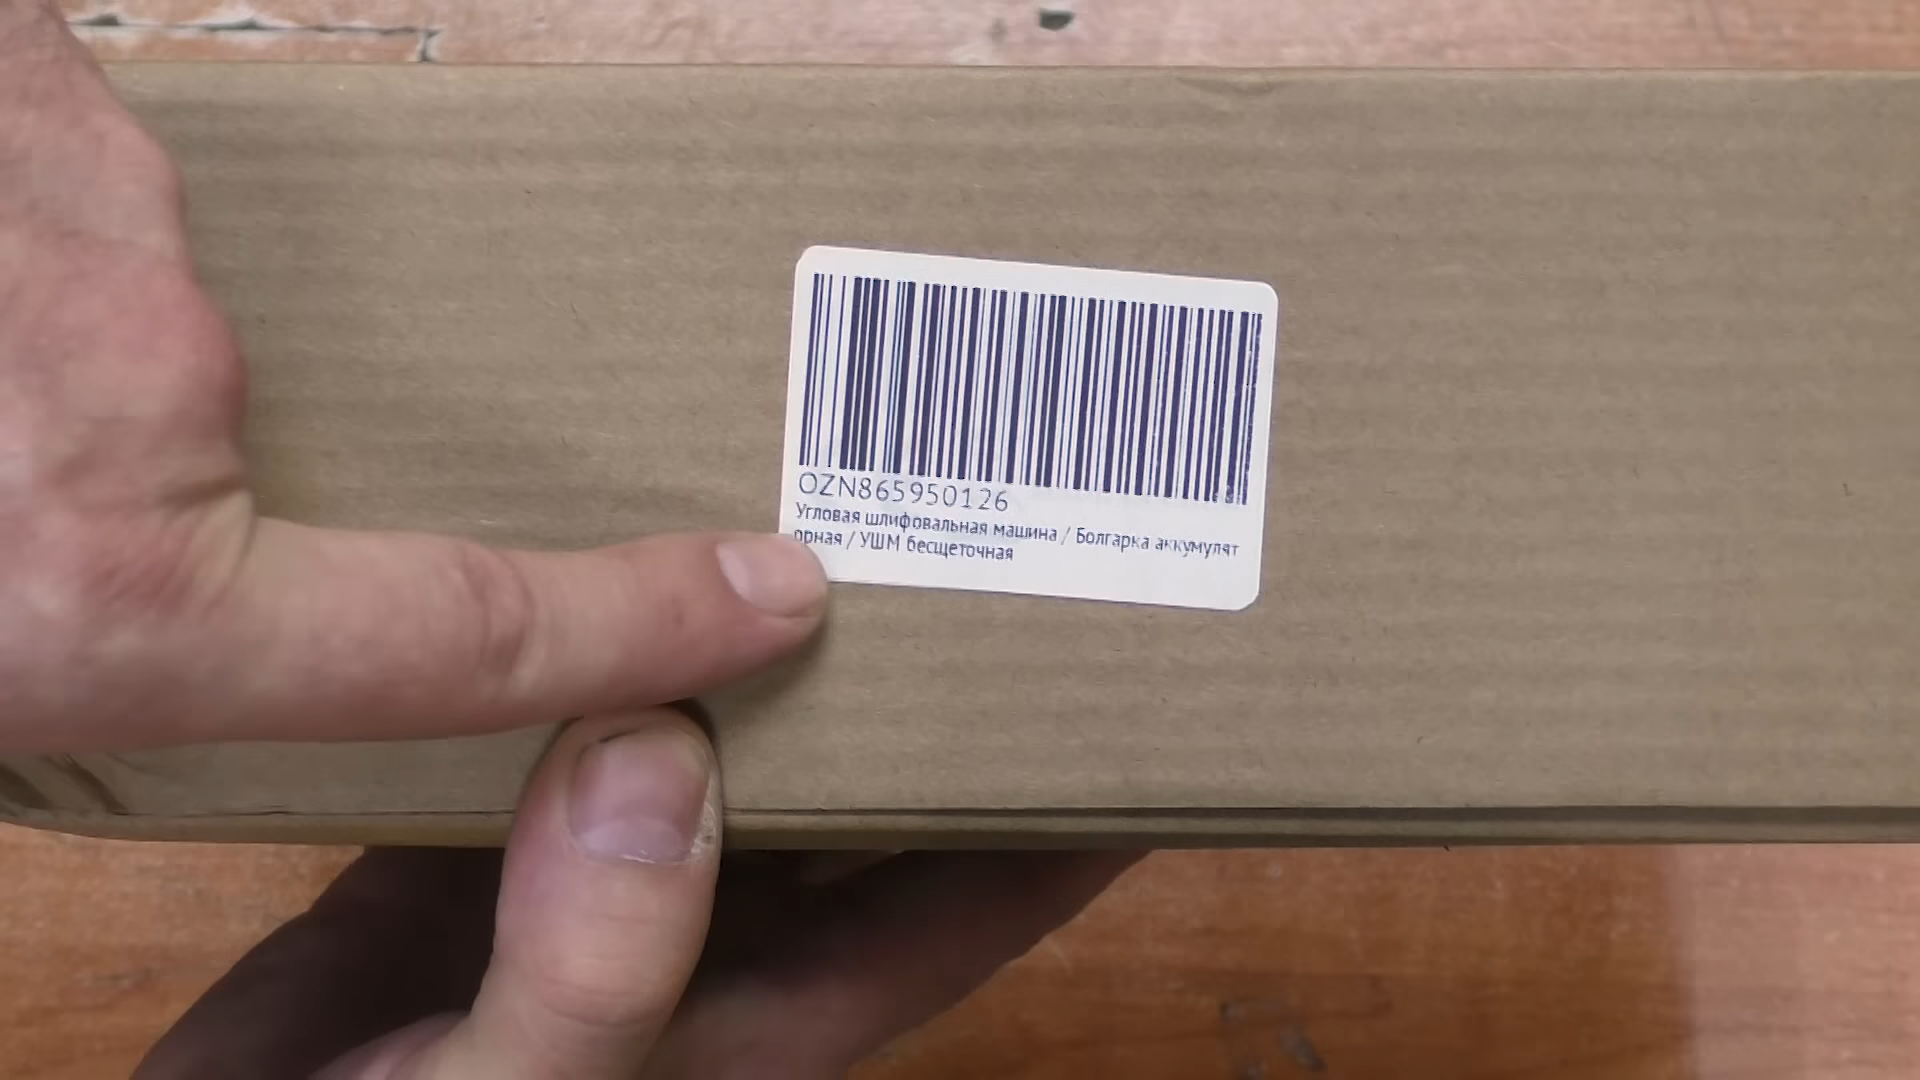 OZN865950126
Угловая шлифовальная машина / Болгарка аккумулят
орная / УШМ бесщеточная